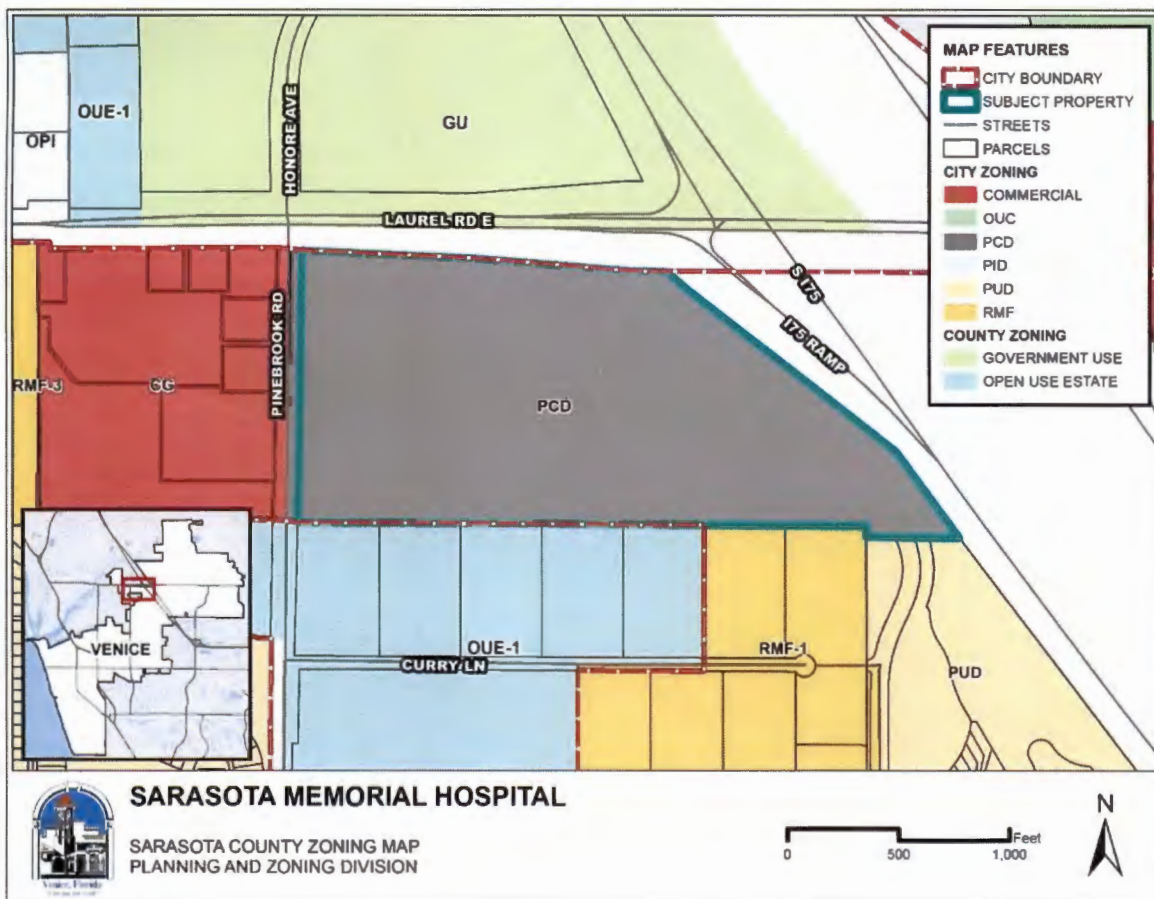 OUE-1
OPI
HONORE AVE
GU
LAUREL RD E
S I75
I75 RAMP
RMF-3
CG
PINEBROOK RD
PCD
OUE-1
CURRY LN
RMF-1
PUD
VENICE
MAP FEATURES
CITY BOUNDARY
SUBJECT PROPERTY
STREETS
PARCELS
CITY ZONING
COMMERCIAL
OUC
PCD
PID
PUD
RMF
COUNTY ZONING
GOVERNMENT USE
OPEN USE ESTATE
SARASOTA MEMORIAL HOSPITAL
SARASOTA COUNTY ZONING MAP
PLANNING AND ZONING DIVISION
Venice, Florida
Feet
0 500 1,000
N